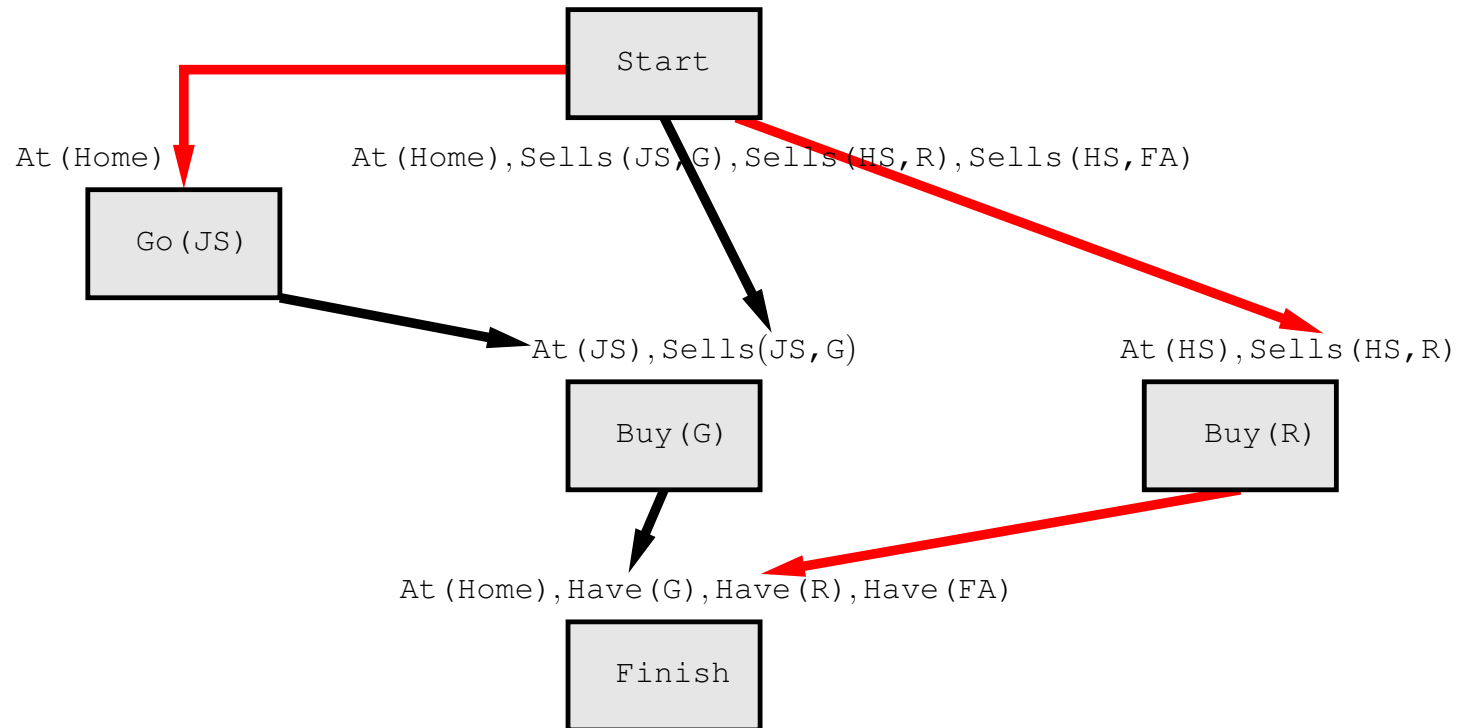 Start
At(Home)
At(Home),Sells(JS,G),Sells(HS,R),Sells(HS,FA)
Go(JS)
At(JS),Sells(JS,G)
At(HS),Sells(HS,R)
Buy(G)
Buy(R)
At(Home),Have(G),Have(R),Have(FA)
Finish